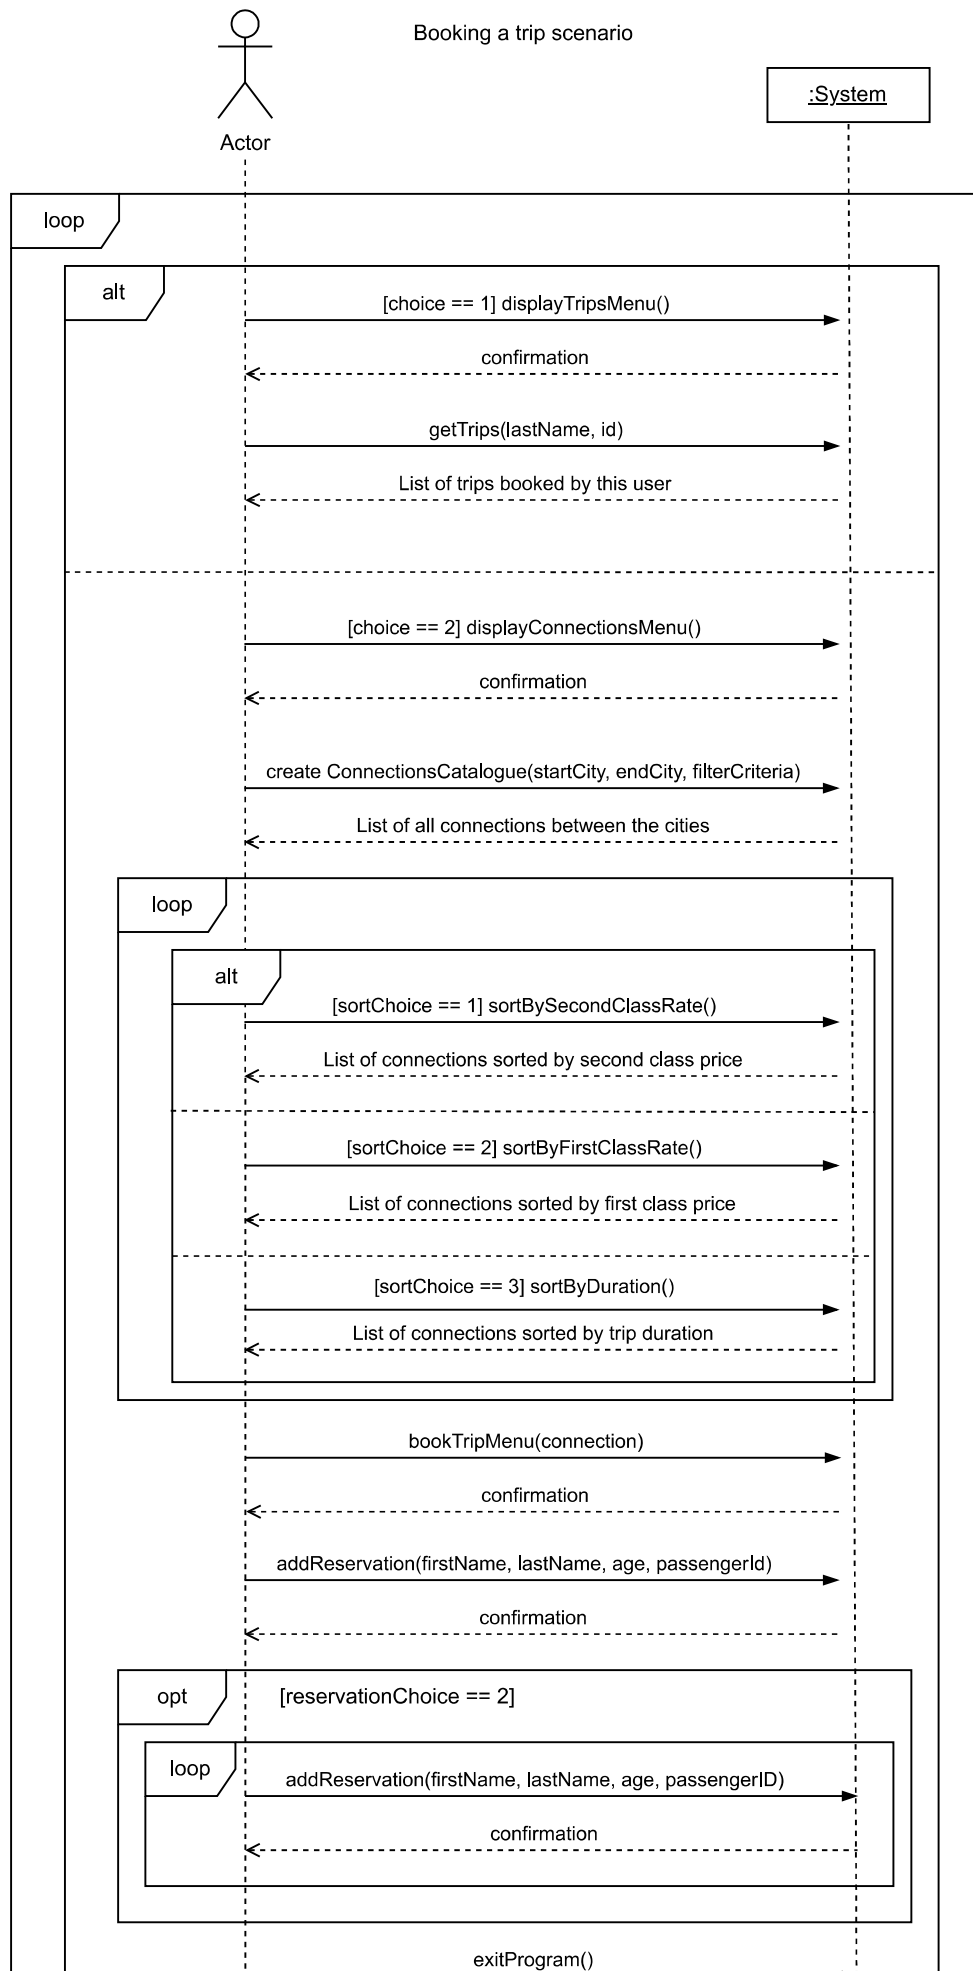 Booking a trip scenario
:System
Actor
loop
alt
[choice == 1] displayTripsMenu()
confirmation
getTrips(lastName, id)
List of trips booked by this user
[choice == 2] displayConnectionsMenu()
confirmation
create ConnectionsCatalogue(startCity, endCity, filterCriteria)
List of all connections between the cities
loop
alt
[sortChoice == 1] sortBySecondClassRate()
List of connections sorted by second class price
[sortChoice == 2] sortByFirstClassRate()
List of connections sorted by first class price
[sortChoice == 3] sortByDuration()
List of connections sorted by trip duration
bookTripMenu(connection)
confirmation
addReservation(firstName, lastName, age, passengerId)
confirmation
opt
[reservationChoice == 2]
loop
addReservation(firstName, lastName, age, passengerID)
confirmation
exitProgram()